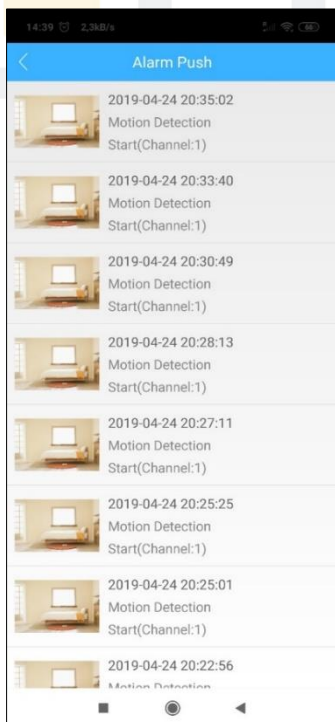 14:39 2,3kB/s 66
Alarm Push
2019-04-24 20:35:02
Motion Detection
Start(Channel:1)
2019-04-24 20:33:40
Motion Detection
Start(Channel:1)
2019-04-24 20:30:49
Motion Detection
Start(Channel:1)
2019-04-24 20:28:13
Motion Detection
Start(Channel:1)
2019-04-24 20:27:11
Motion Detection
Start(Channel:1)
2019-04-24 20:25:25
Motion Detection
Start(Channel:1)
2019-04-24 20:25:01
Motion Detection
Start(Channel:1)
2019-04-24 20:22:56
Motion Detection